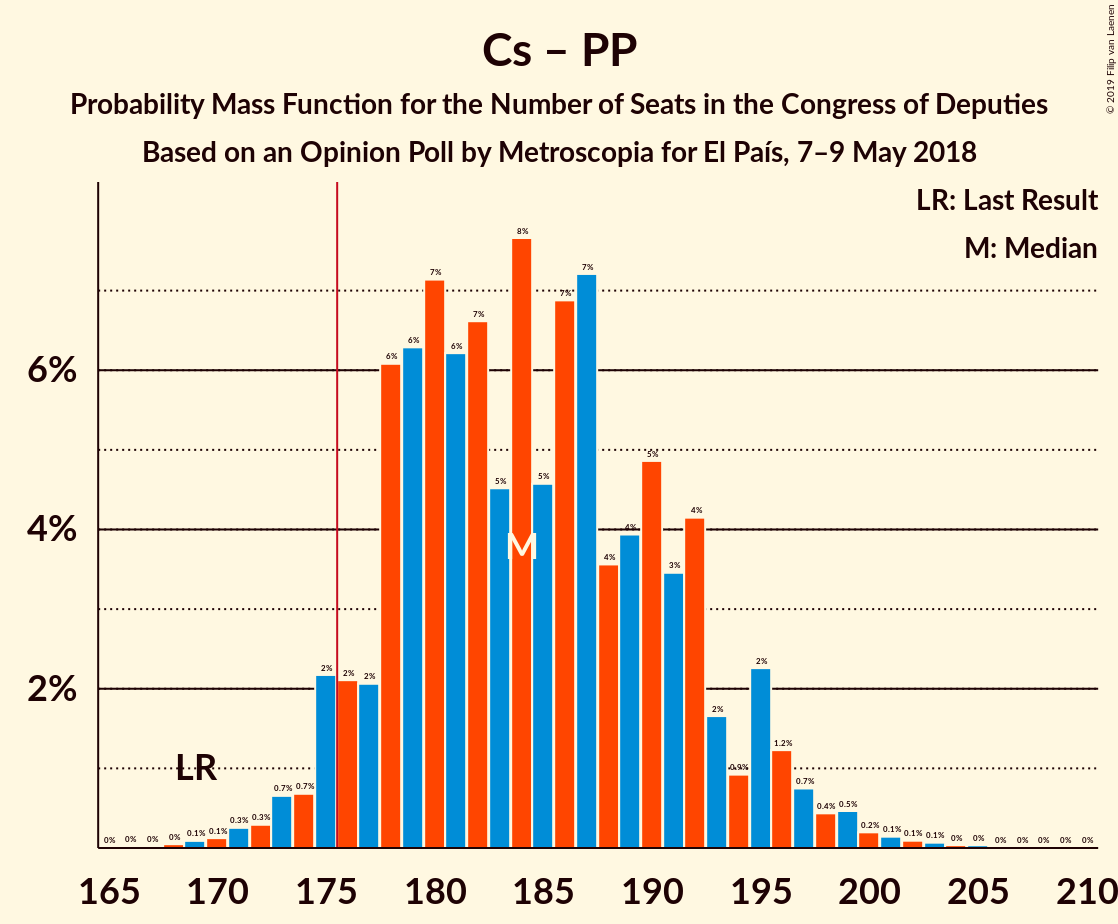 Cs – PP
Probability Mass Function for the Number of Seats in the Congress of Deputies
Based on an Opinion Poll by Metroscopia for El País, 7–9 May 2018
© 2019 Filip van Laenen
LR: Last Result
M: Median
6%
4%
2%
0% 0% 0% 0% 0.1% 0.1% 0.3% 0.3% 0.7% 0.7% 2% 2% 2% 6% 6% 7% 6% 7% 5% 8% 5% 7% 7% 4% 4% 5% 3% 4% 2% 0.9% 2% 1.2% 0.7% 0.4% 0.5% 0.2% 0.1% 0.1% 0.1% 0% 0% 0% 0% 0% 0% 0%
M
LR
165 170 175 180 185 190 195 200 205 210